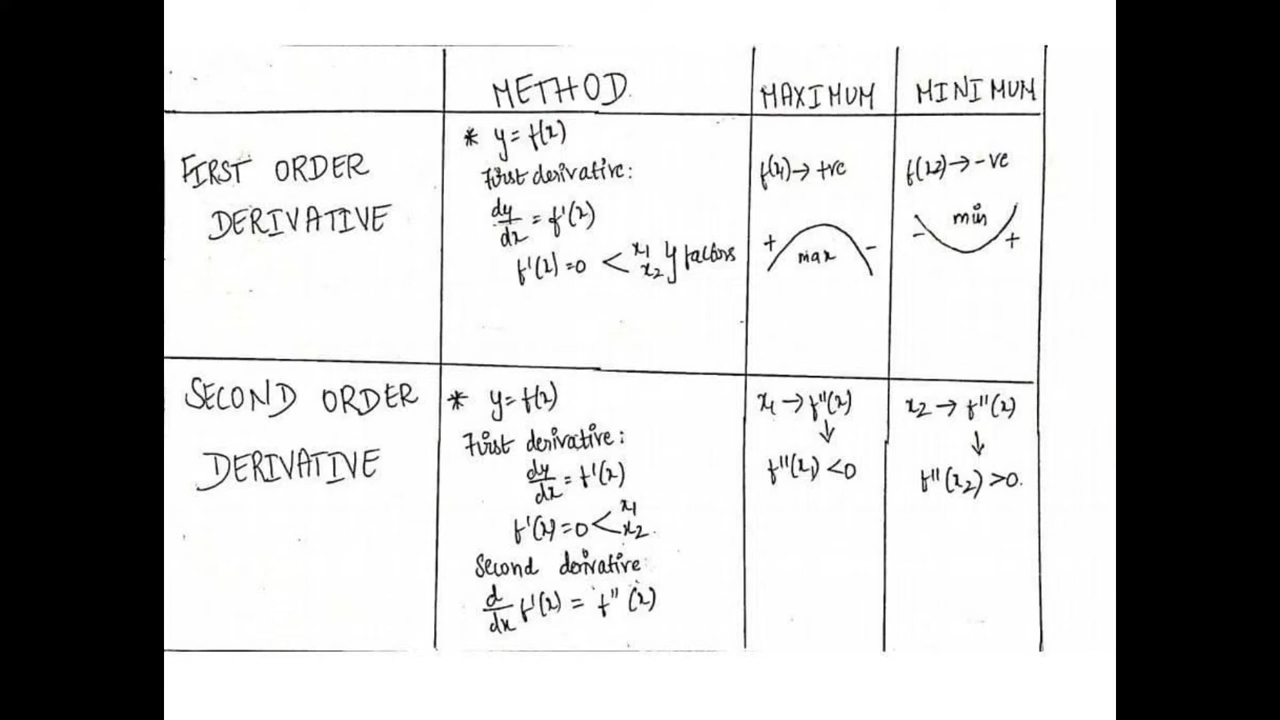 METHOD
MAXIMUM
MINIMUM
FIRST ORDER
DERIVATIVE
* y = f(x)
First derivative:
dy/dx = f'(x)
f'(x) = 0 < x1 x2 } factors
f(x1) → +ve
+ max -
f(x2) → -ve
- min +
SECOND ORDER
DERIVATIVE
* y = f(x)
First derivative:
dy/dx = f'(x)
f'(x) = 0 < x1 x2
Second derivative:
d/dx f'(x) = f''(x)
x1 → f''(x)
↓
f''(x1) < 0
x2 → f''(x)
↓
f''(x2) > 0.